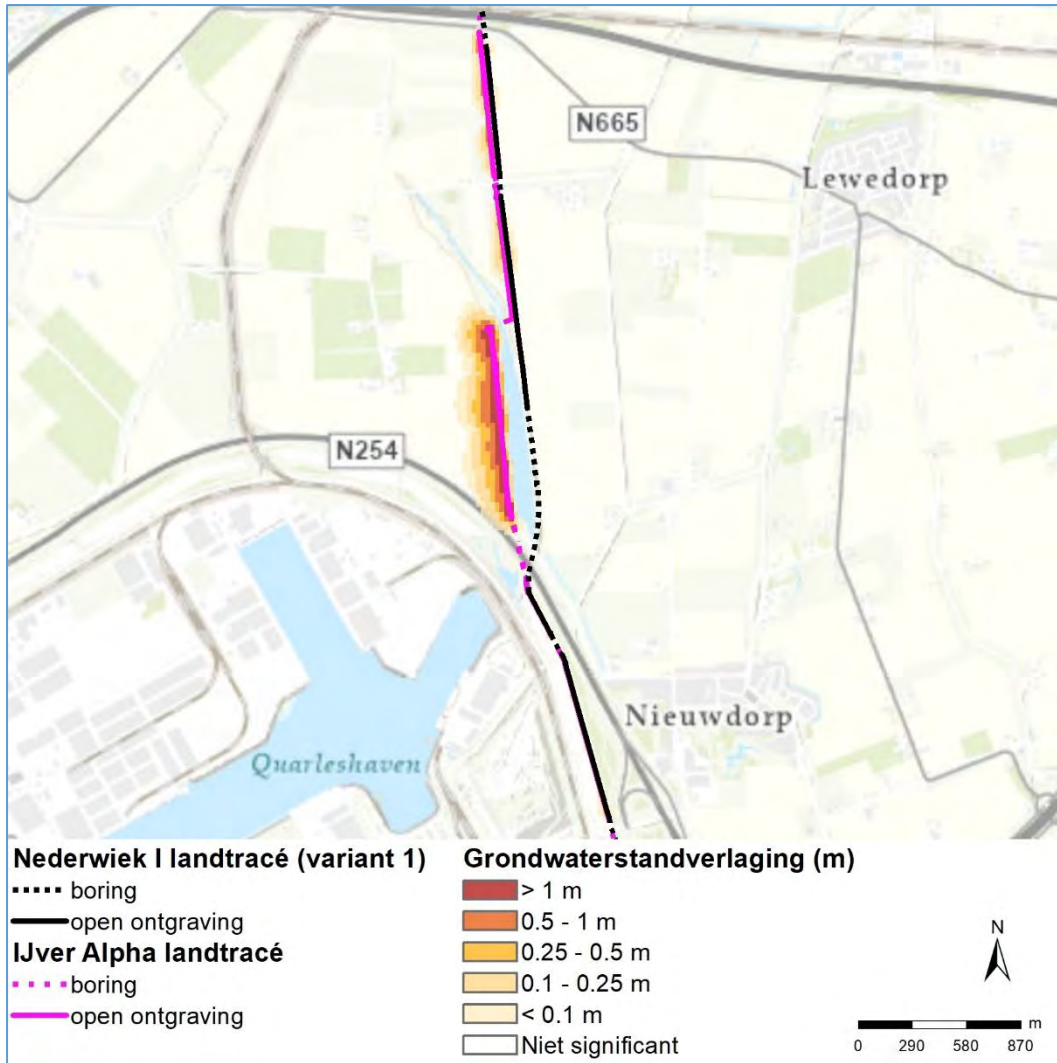 N665
Lewedorp
N254
Nieuwdorp
Quarleshaven
Nederwiek I landtracé (variant 1)
boring
open ontgraving
IJver Alpha landtracé
boring
open ontgraving
Grondwaterstandverlaging (m)
> 1 m
0.5 - 1 m
0.25 - 0.5 m
0.1 - 0.25 m
< 0.1 m
Niet significant
N
m
0 290 580 870